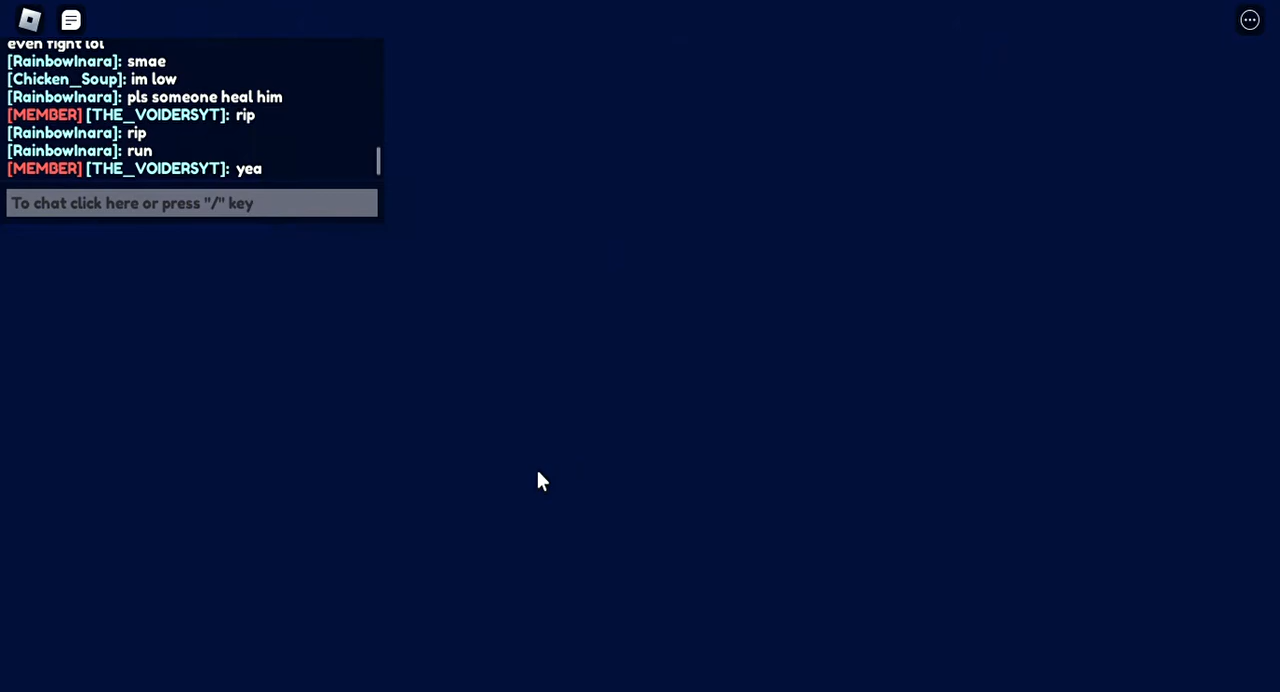 even fight lol
[RainbowInara]: smae
[Chicken_Soup]: im low
[RainbowInara]: pls someone heal him
[MEMBER] [THE_VOIDERSYT]: rip
[RainbowInara]: rip
[RainbowInara]: run
[MEMBER] [THE_VOIDERSYT]: yea
To chat click here or press "/" key